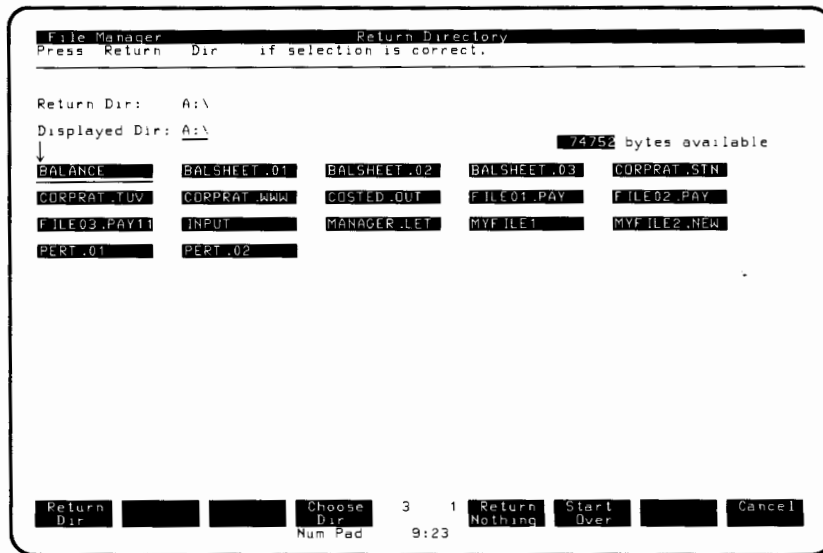 File Manager Return Directory
Press Return Dir if selection is correct.
Return Dir: A:\
Displayed Dir: A:\
74752 bytes available
BALANCE BALSHEET.01 BALSHEET.02 BALSHEET.03 CORPRAT.STN
CORPRAT.TUV CORPRAT.WWW COSTED.OUT FILE01.PAY FILE02.PAY
FILE03.PAY11 INPUT MANAGER.LET MYFILE1 MYFILE2.NEW
PERT.01 PERT.02
Return Choose 3 1 Return Start Cancel
Dir Dir Nothing Over
Num Pad 9:23